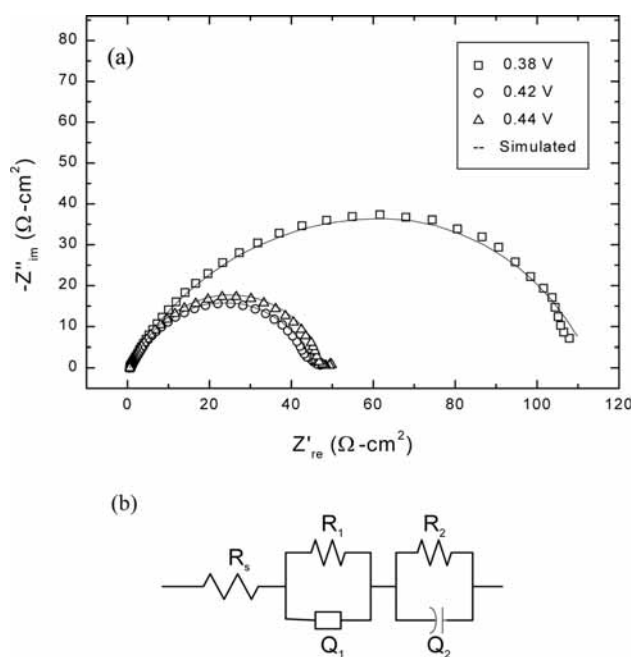 (a)
0.38 V
0.42 V
0.44 V
-- Simulated
-Z''im (Ω-cm²)
80
70
60
50
40
30
20
10
0
0 20 40 60 80 100 120
Z're (Ω-cm²)
(b)
Rs
R1
R2
Q1
Q2